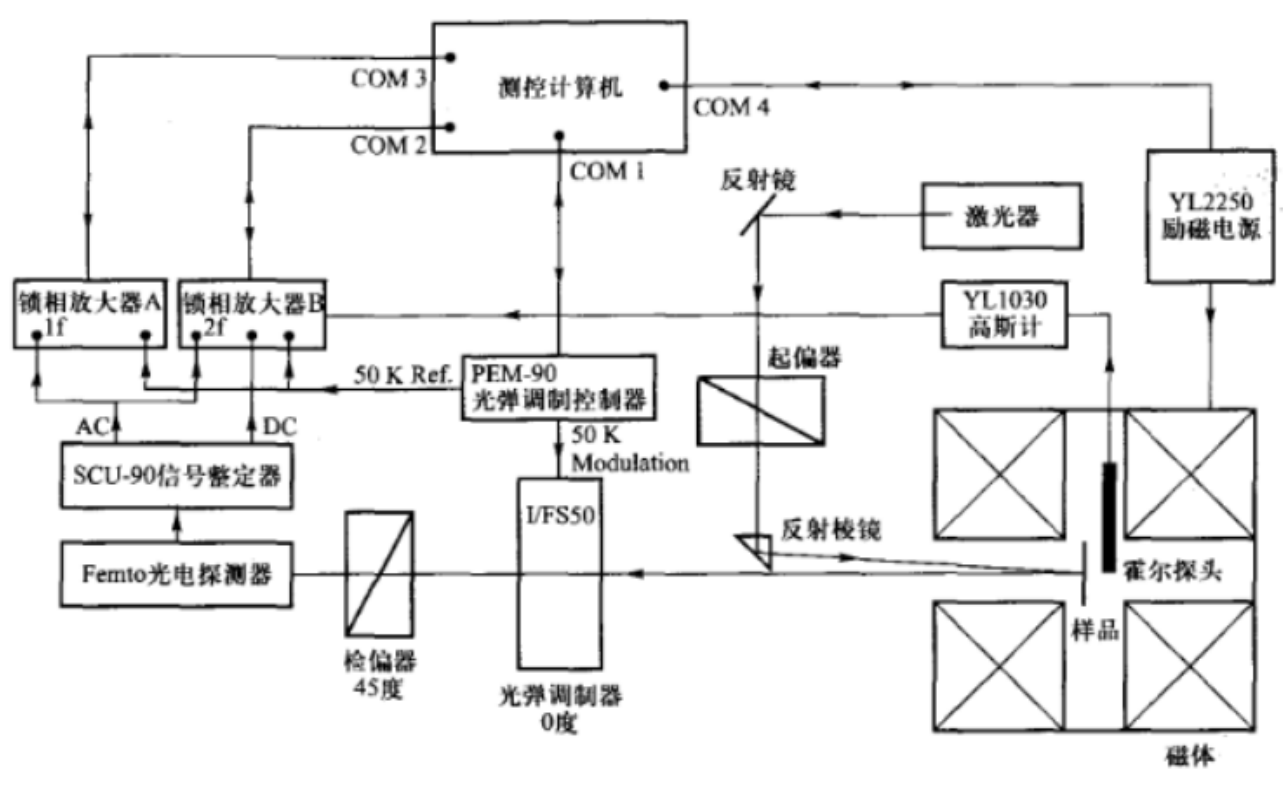 测控计算机
COM 3
COM 2
COM 1
COM 4
反射镜
激光器
YL2250
励磁电源
锁相放大器A
1f
锁相放大器B
2f
YL1030
高斯计
起偏器
50 K Ref.
PEM-90
光弹调制控制器
AC
DC
50 K
Modulation
SCU-90信号整定器
I/FS50
反射棱镜
Femto光电探测器
霍尔探头
样品
检偏器
45度
光弹调制器
0度
磁体